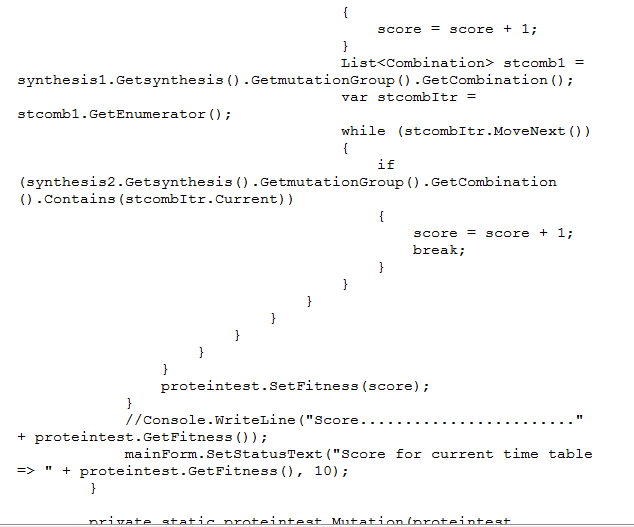 {
score = score + 1;
}
List<Combination> stcomb1 =
synthesis1.Getsynthesis().GetmutationGroup().GetCombination();
var stcombItr =
stcomb1.GetEnumerator();
while (stcombItr.MoveNext())
{
if
(synthesis2.Getsynthesis().GetmutationGroup().GetCombination
().Contains(stcombItr.Current))
{
score = score + 1;
break;
}
}
}
}
}
}
}
proteintest.SetFitness(score);
}
//Console.WriteLine("Score........................"
+ proteintest.GetFitness());
mainForm.SetStatusText("Score for current time table
=> " + proteintest.GetFitness(), 10);
}
private static proteintest Mutation(proteintest